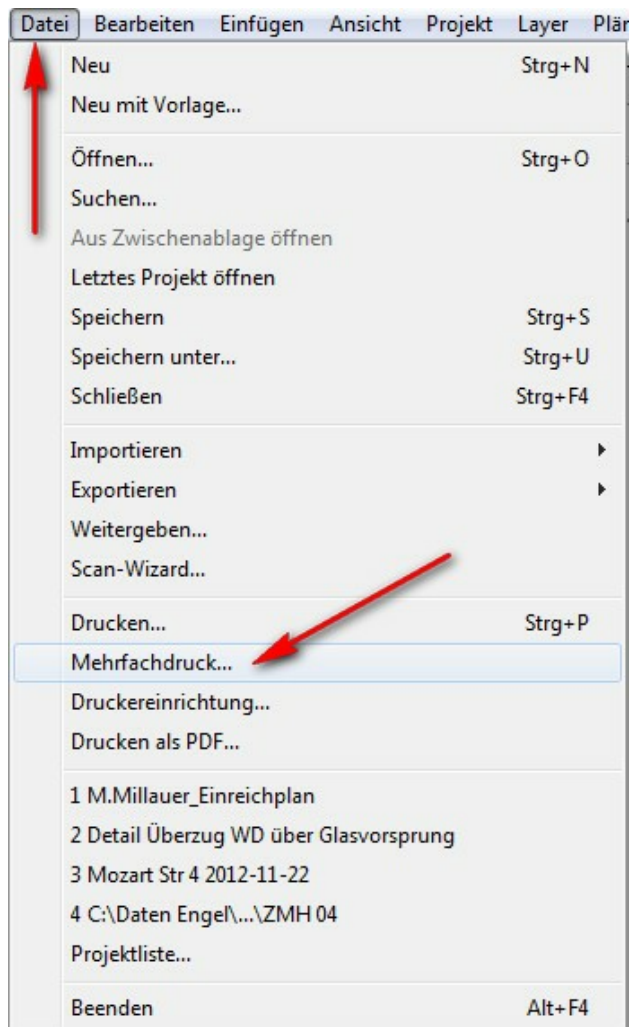 Datei Bearbeiten Einfügen Ansicht Projekt Layer Plär
Neu Strg+N
Neu mit Vorlage...
Öffnen... Strg+O
Suchen...
Aus Zwischenablage öffnen
Letztes Projekt öffnen
Speichern Strg+S
Speichern unter... Strg+U
Schließen Strg+F4
Importieren
Exportieren
Weitergeben...
Scan-Wizard...
Drucken... Strg+P
Mehrfachdruck...
Druckereinrichtung...
Drucken als PDF...
1 M.Millauer_Einreichplan
2 Detail Überzug WD über Glasvorsprung
3 Mozart Str 4 2012-11-22
4 C:\Daten Engel\...\ZMH 04
Projektliste...
Beenden Alt+F4